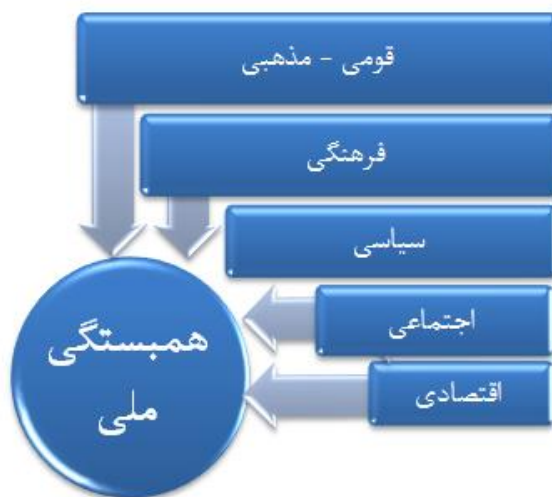 قومی - مذهبی
فرهنگی
سیاسی
اجتماعی
اقتصادی
همبستگی
ملی